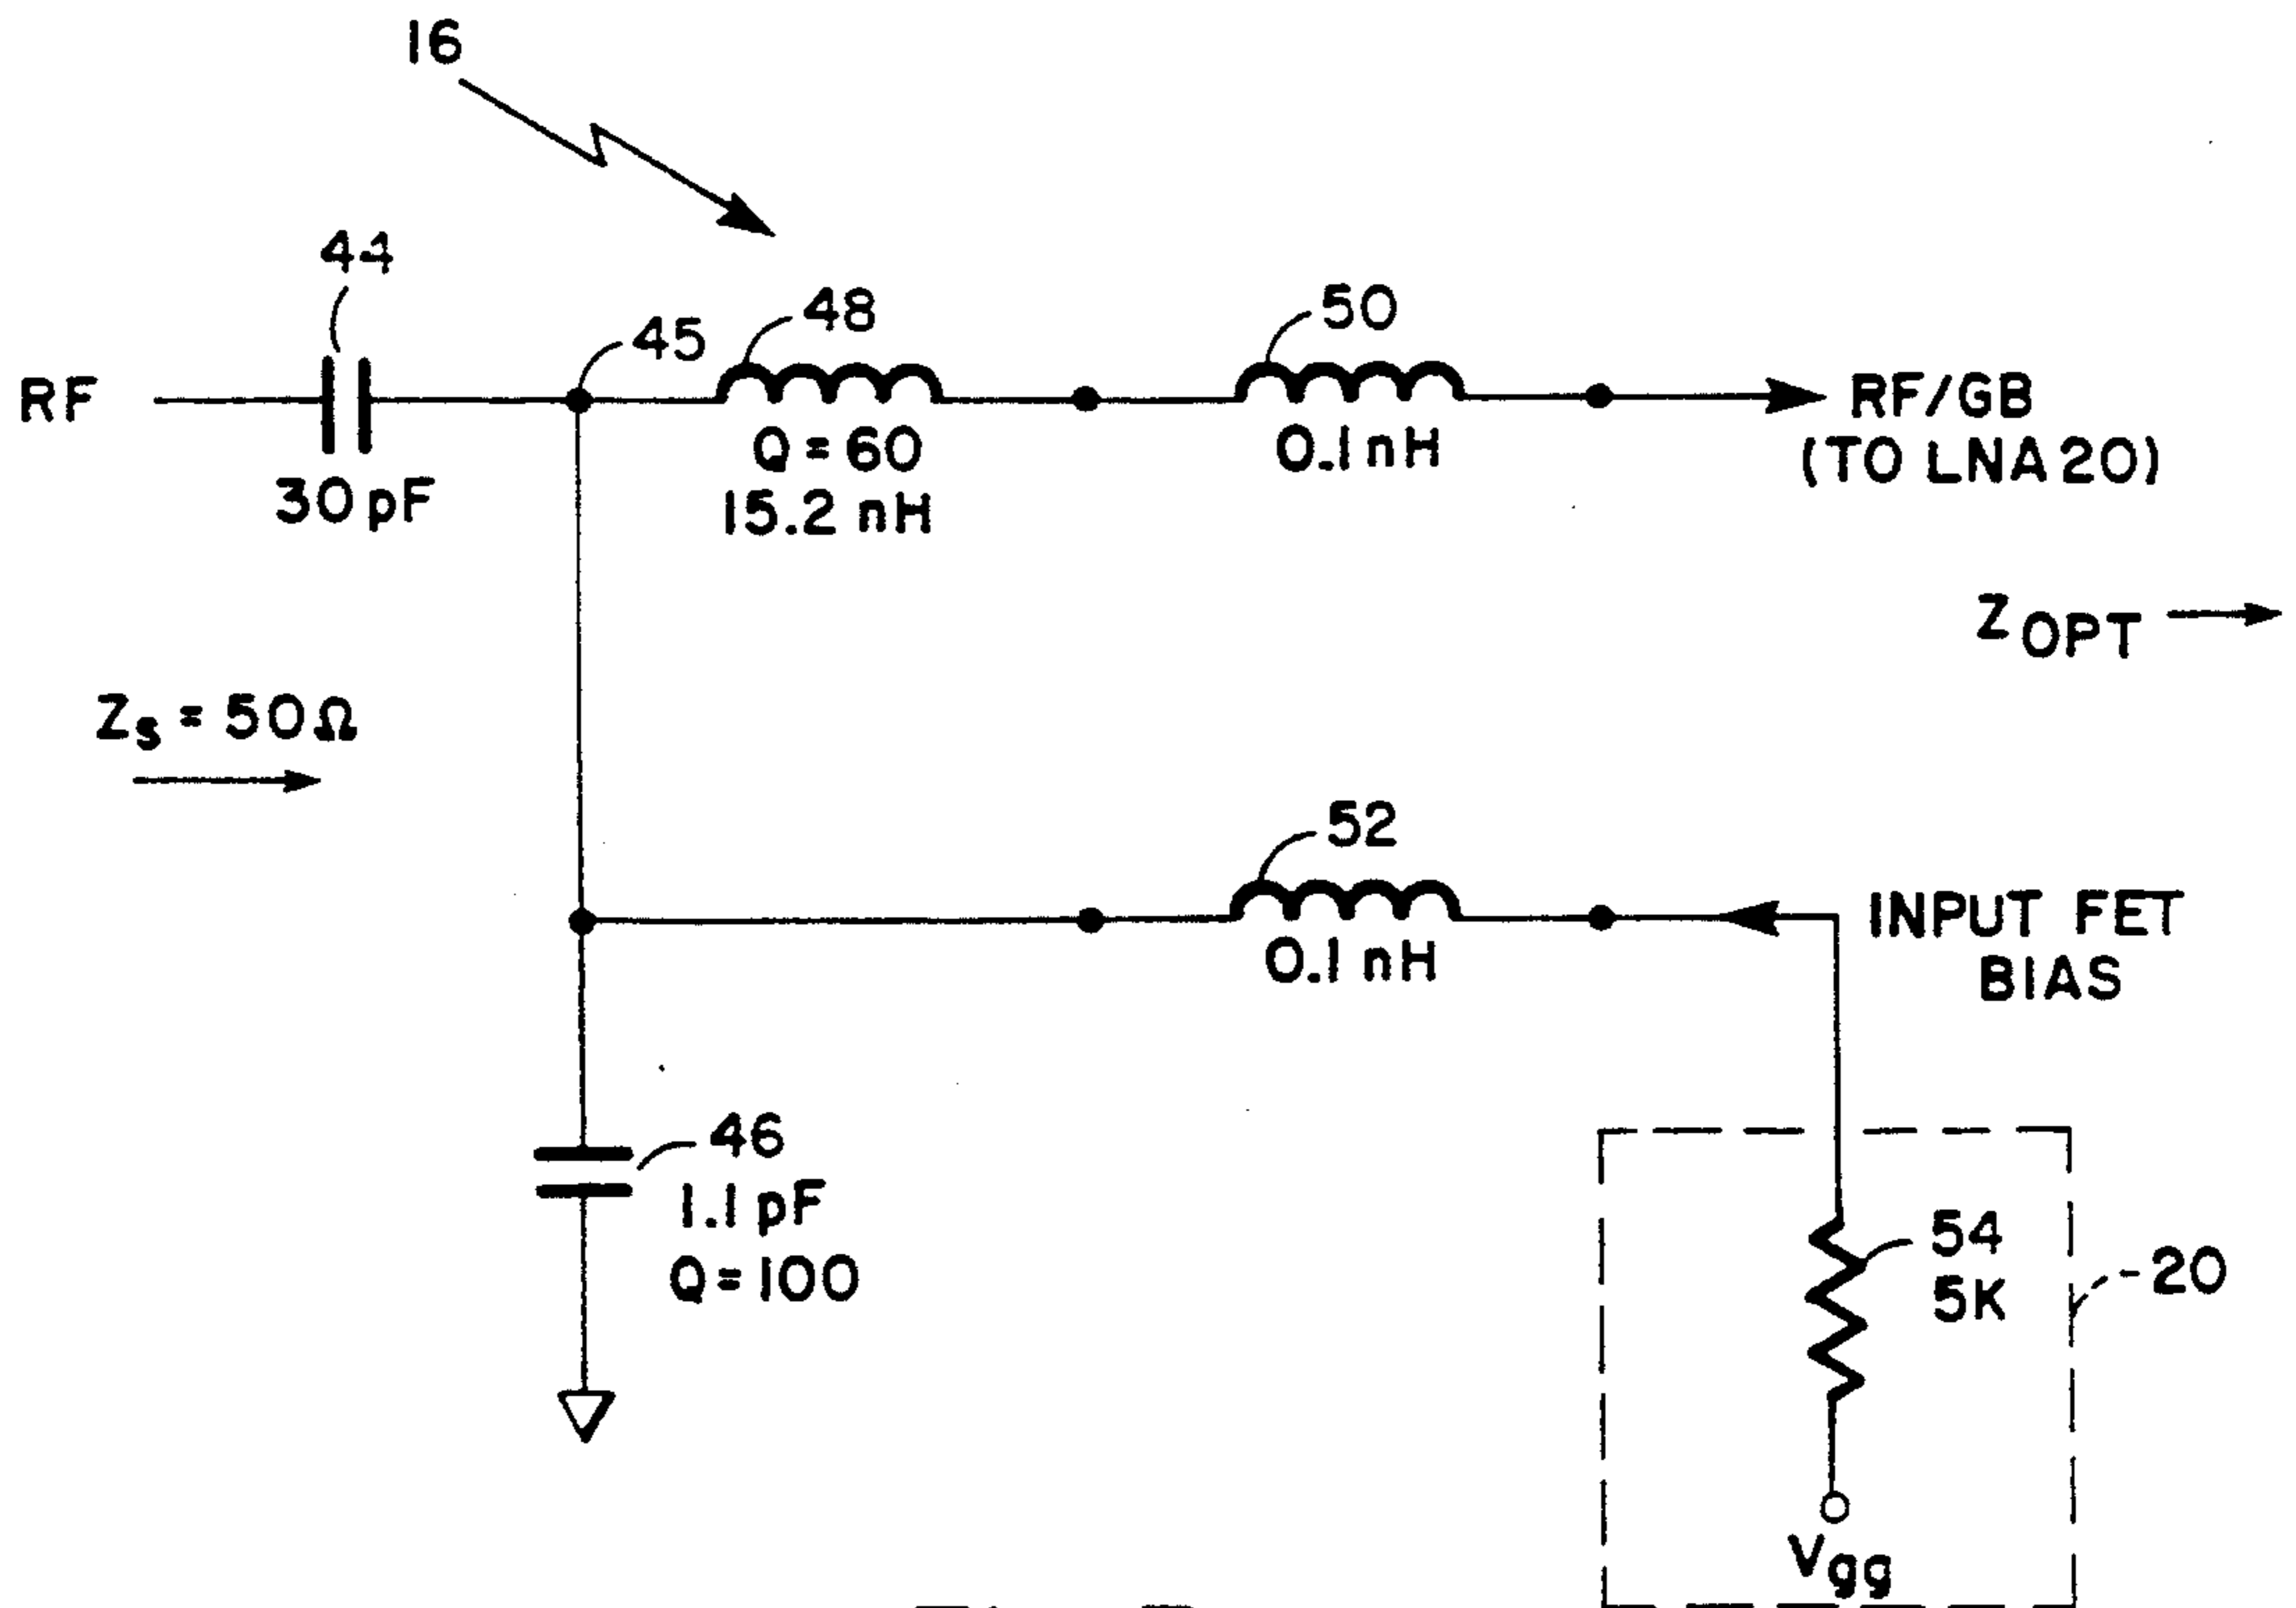 16
44
45
48
50
RF
30 pF
Q = 60
15.2 nH
0.1 nH
RF/GB
(TO LNA 20)
ZOPT
Zs = 50Ω
52
0.1 nH
INPUT FET
BIAS
46
1.1 pF
Q = 100
54
5K
20
Vgg